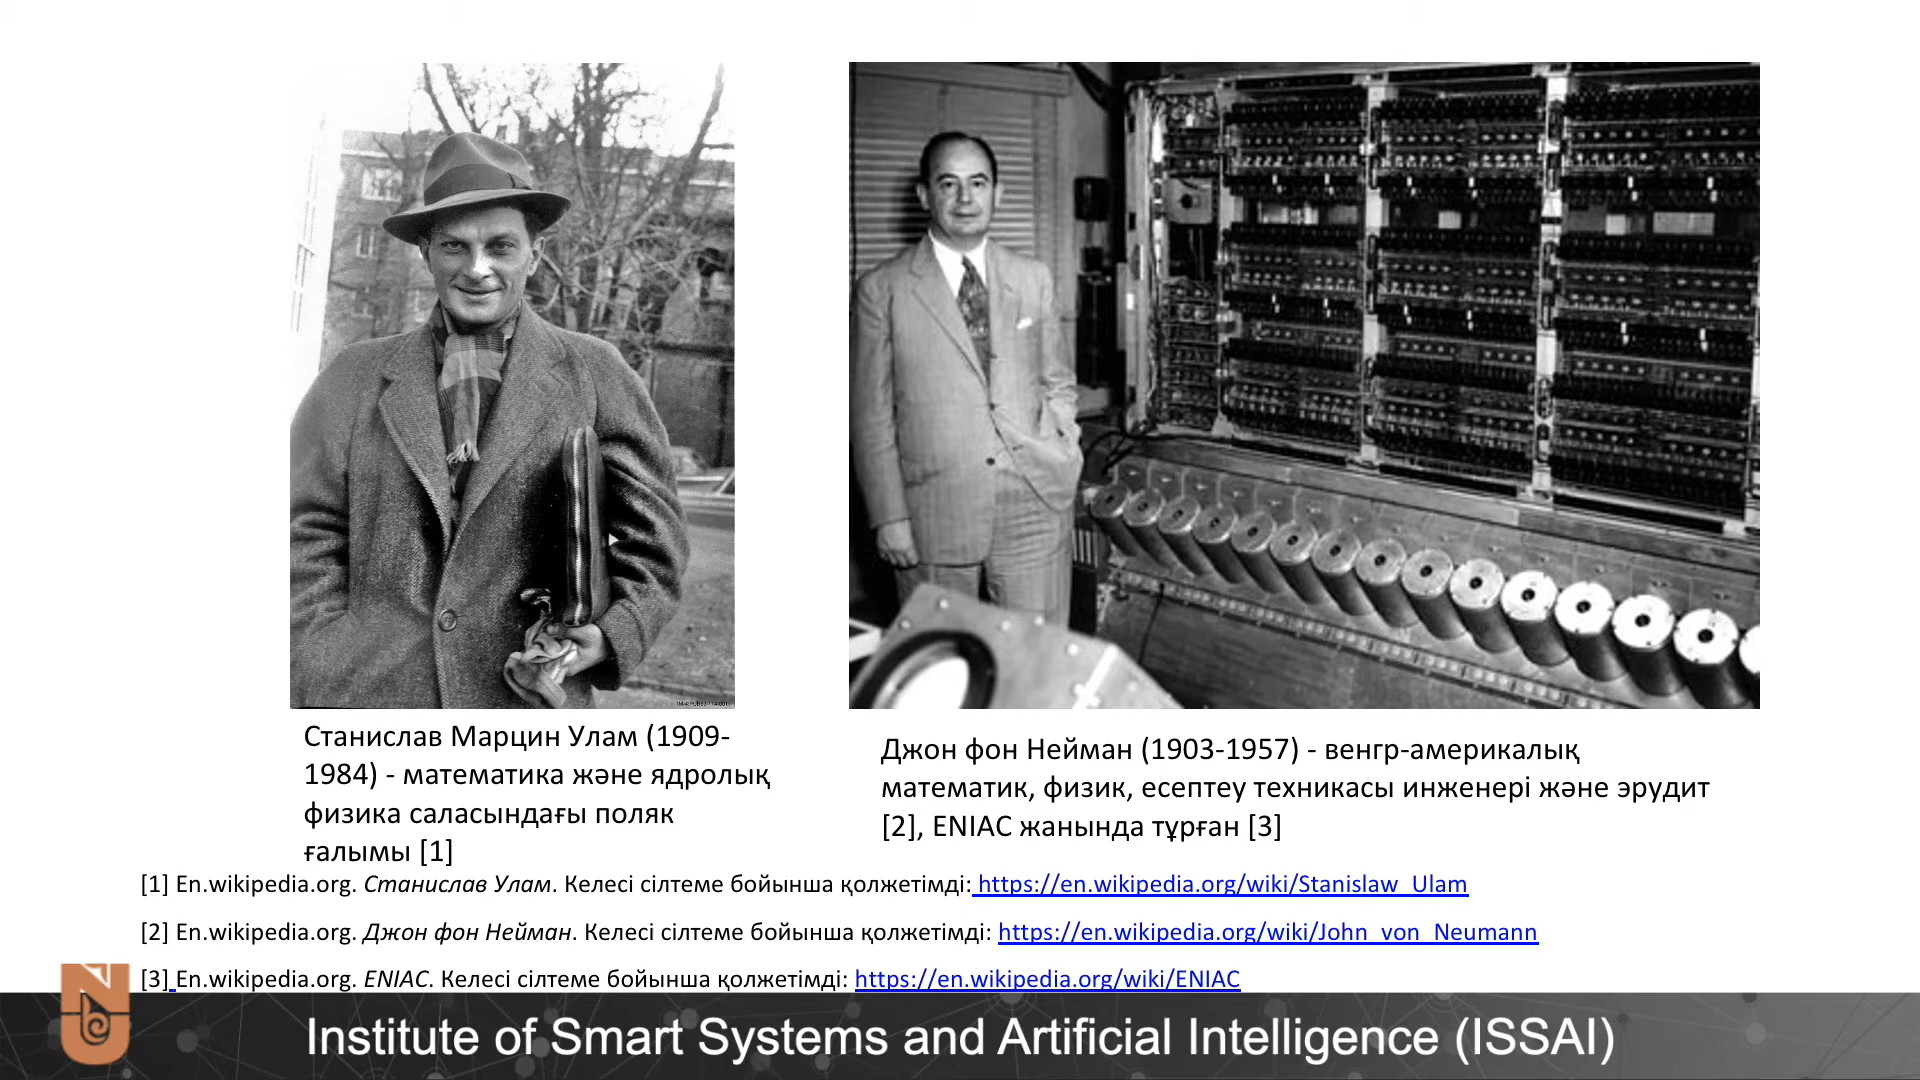 Станислав Марцин Улам (1909-
1984) - математика және ядролық
физика саласындағы поляк
ғалымы [1]
Джон фон Нейман (1903-1957) - венгр-америкалық
математик, физик, есептеу техникасы инженері және эрудит
[2], ENIAC жанында тұрған [3]
[1] En.wikipedia.org. Станислав Улам. Келесі сілтеме бойынша қолжетімді: https://en.wikipedia.org/wiki/Stanislaw_Ulam
[2] En.wikipedia.org. Джон фон Нейман. Келесі сілтеме бойынша қолжетімді: https://en.wikipedia.org/wiki/John_von_Neumann
[3] En.wikipedia.org. ENIAC. Келесі сілтеме бойынша қолжетімді: https://en.wikipedia.org/wiki/ENIAC
Institute of Smart Systems and Artificial Intelligence (ISSAI)